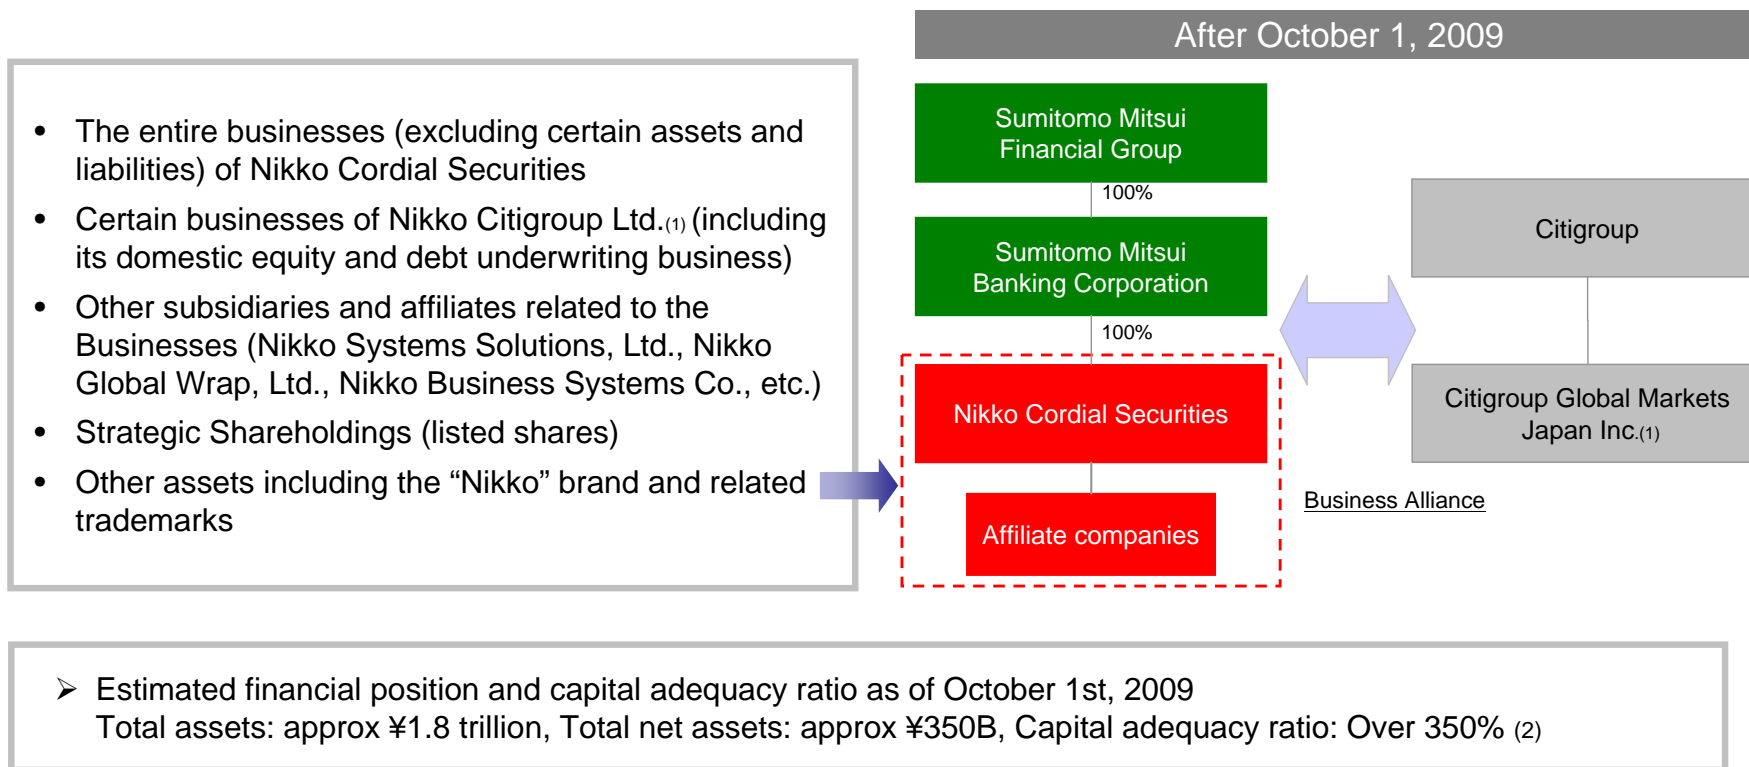 After October 1, 2009
• The entire businesses (excluding certain assets and
liabilities) of Nikko Cordial Securities
• Certain businesses of Nikko Citigroup Ltd.(1) (including
its domestic equity and debt underwriting business)
• Other subsidiaries and affiliates related to the
Businesses (Nikko Systems Solutions, Ltd., Nikko
Global Wrap, Ltd., Nikko Business Systems Co., etc.)
• Strategic Shareholdings (listed shares)
• Other assets including the “Nikko” brand and related
trademarks
Sumitomo Mitsui
Financial Group
100%
Sumitomo Mitsui
Banking Corporation
100%
Nikko Cordial Securities
Affiliate companies
Citigroup
Citigroup Global Markets
Japan Inc.(1)
Business Alliance
➢ Estimated financial position and capital adequacy ratio as of October 1st, 2009
Total assets: approx ¥1.8 trillion, Total net assets: approx ¥350B, Capital adequacy ratio: Over 350% (2)